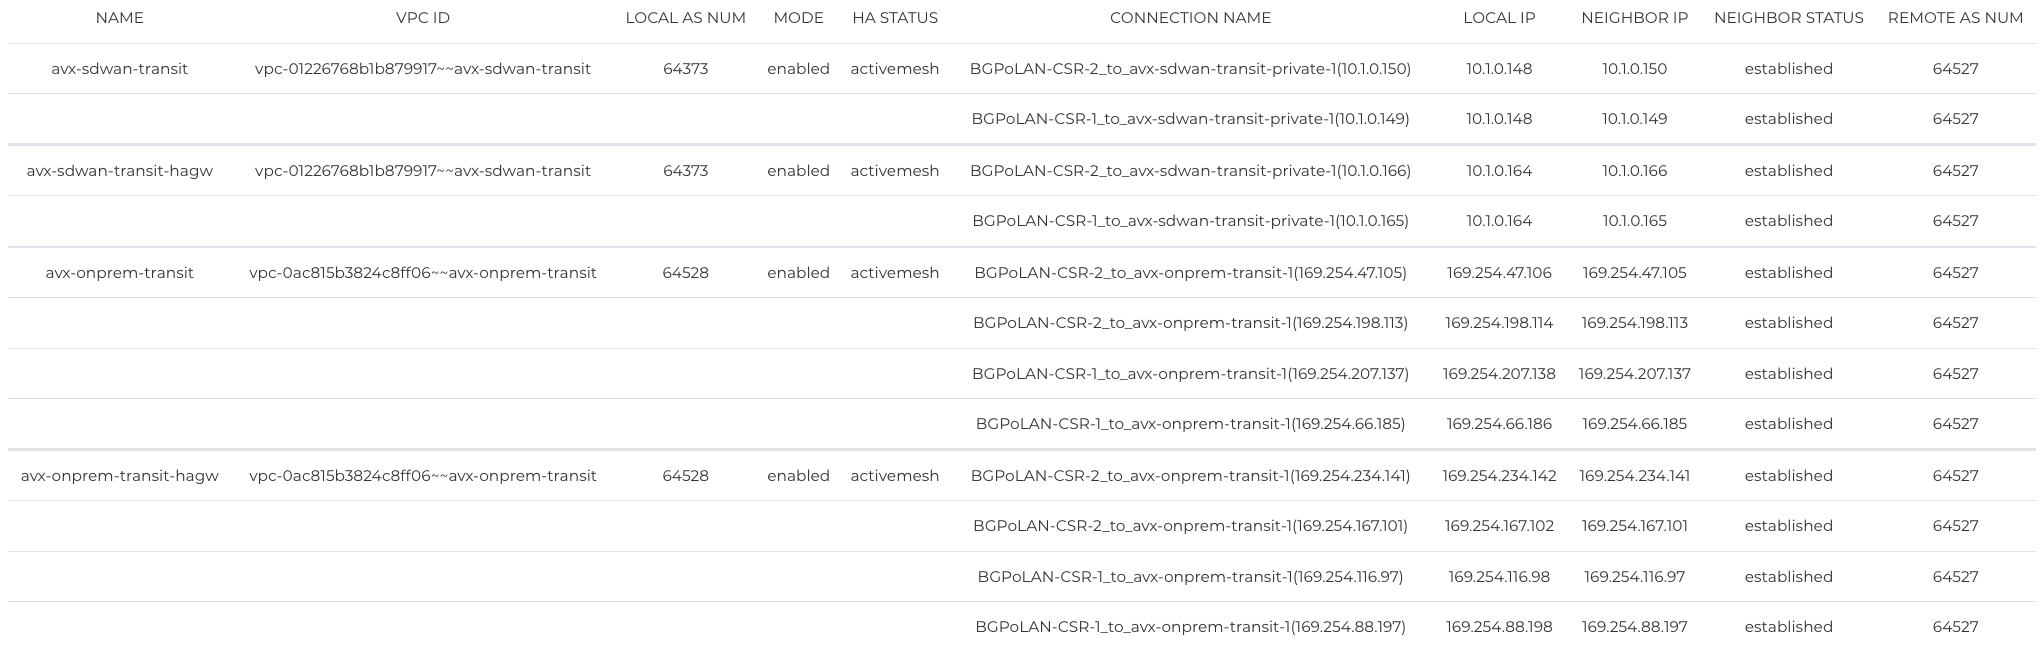 NAME VPC ID LOCAL AS NUM MODE HA STATUS CONNECTION NAME LOCAL IP NEIGHBOR IP NEIGHBOR STATUS REMOTE AS NUM
avx-sdwan-transit vpc-01226768b1b879917~~avx-sdwan-transit 64373 enabled activemesh BGPoLAN-CSR-2_to_avx-sdwan-transit-private-1(10.1.0.150) 10.1.0.148 10.1.0.150 established 64527
BGPoLAN-CSR-1_to_avx-sdwan-transit-private-1(10.1.0.149) 10.1.0.148 10.1.0.149 established 64527
avx-sdwan-transit-hagw vpc-01226768b1b879917~~avx-sdwan-transit 64373 enabled activemesh BGPoLAN-CSR-2_to_avx-sdwan-transit-private-1(10.1.0.166) 10.1.0.164 10.1.0.166 established 64527
BGPoLAN-CSR-1_to_avx-sdwan-transit-private-1(10.1.0.165) 10.1.0.164 10.1.0.165 established 64527
avx-onprem-transit vpc-0ac815b3824c8ff06~~avx-onprem-transit 64528 enabled activemesh BGPoLAN-CSR-2_to_avx-onprem-transit-1(169.254.47.105) 169.254.47.106 169.254.47.105 established 64527
BGPoLAN-CSR-2_to_avx-onprem-transit-1(169.254.198.113) 169.254.198.114 169.254.198.113 established 64527
BGPoLAN-CSR-1_to_avx-onprem-transit-1(169.254.207.137) 169.254.207.138 169.254.207.137 established 64527
BGPoLAN-CSR-1_to_avx-onprem-transit-1(169.254.66.185) 169.254.66.186 169.254.66.185 established 64527
avx-onprem-transit-hagw vpc-0ac815b3824c8ff06~~avx-onprem-transit 64528 enabled activemesh BGPoLAN-CSR-2_to_avx-onprem-transit-1(169.254.234.141) 169.254.234.142 169.254.234.141 established 64527
BGPoLAN-CSR-2_to_avx-onprem-transit-1(169.254.167.101) 169.254.167.102 169.254.167.101 established 64527
BGPoLAN-CSR-1_to_avx-onprem-transit-1(169.254.116.97) 169.254.116.98 169.254.116.97 established 64527
BGPoLAN-CSR-1_to_avx-onprem-transit-1(169.254.88.197) 169.254.88.198 169.254.88.197 established 64527